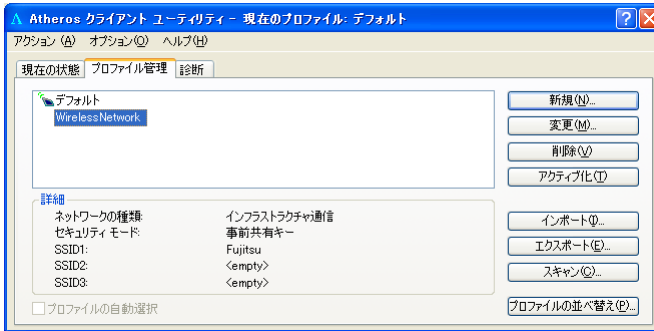 Atheros クライアント ユーティリティ - 現在のプロファイル: デフォルト
アクション (A) オプション(O) ヘルプ(H)
現在の状態 プロファイル管理 診断
デフォルト
WirelessNetwork
新規(N)...
変更(M)...
削除(V)
アクティブ化(T)
詳細
ネットワークの種類: インフラストラクチャ通信
セキュリティ モード: 事前共有キー
SSID1: Fujitsu
SSID2: <empty>
SSID3: <empty>
インポート(I)...
エクスポート(E)...
スキャン(C)...
プロファイルの自動選択
プロファイルの並べ替え(P)...